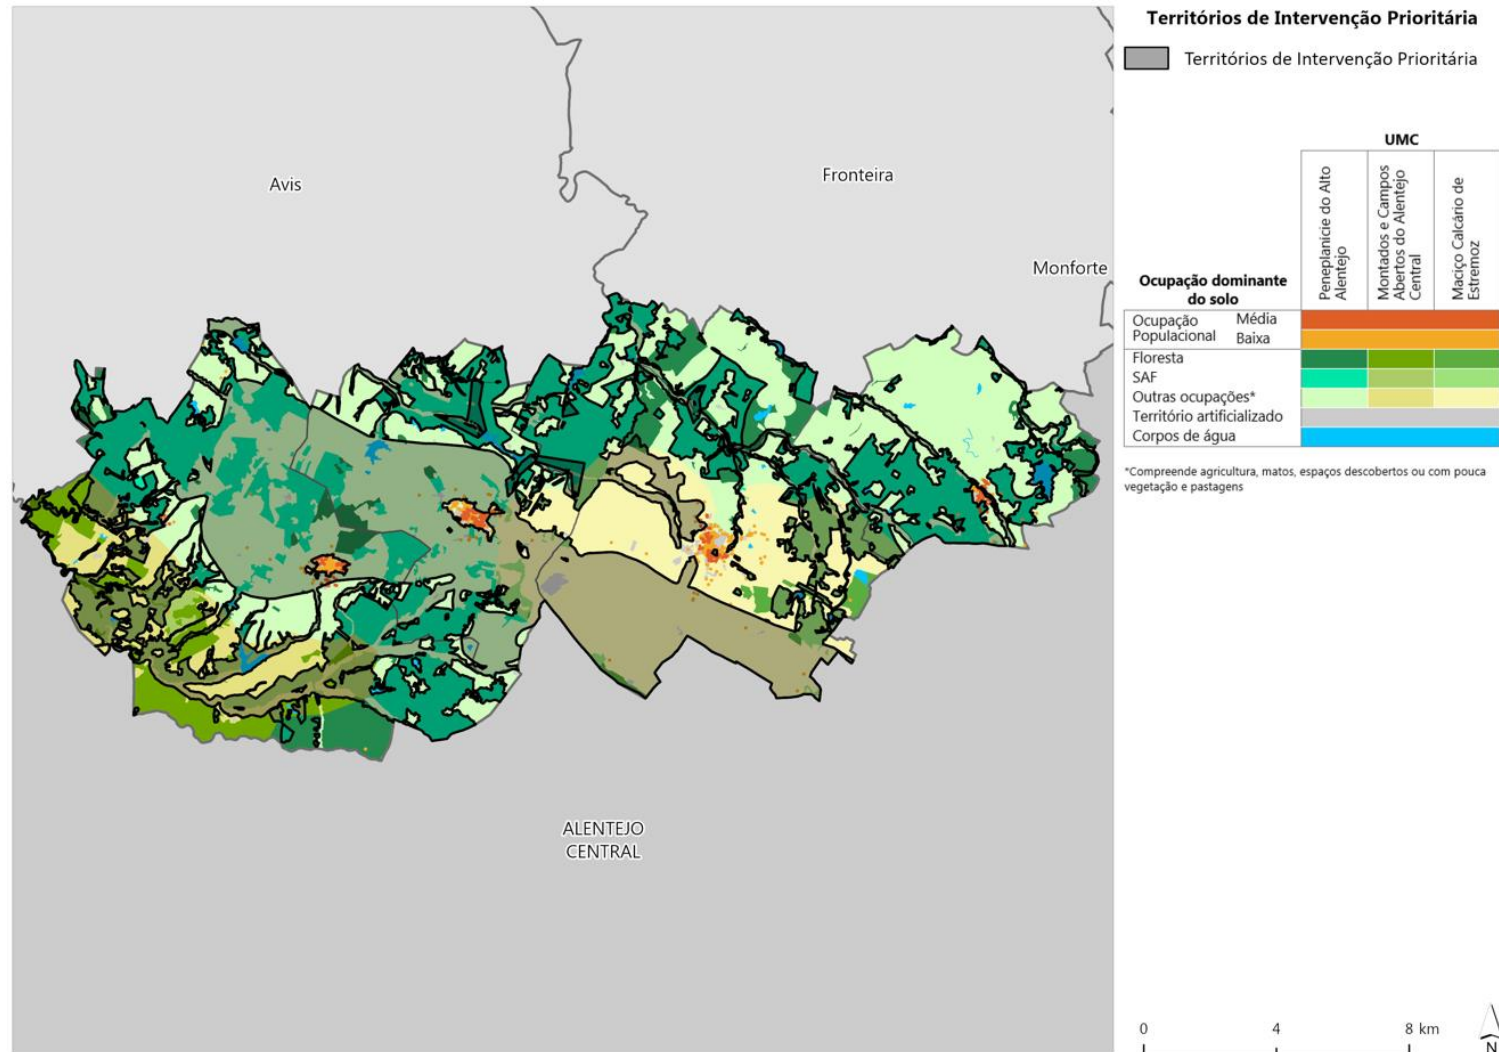 Territórios de Intervenção Prioritária
Territórios de Intervenção Prioritária
Avis
Fronteira
Monforte
ALENTEJO
CENTRAL
UMC
Peneplanicie do Alto
Alentejo
Montados e Campos
Abertos do Alentejo
Central
Maciço Calcário de
Estremoz
Ocupação dominante
do solo
Ocupação
Populacional
Média
Baixa
Floresta
SAF
Outras ocupações*
Território artificializado
Corpos de água
*Compreende agricultura, matos, espaços descobertos ou com pouca
vegetação e pastagens
0 4 8 km
N